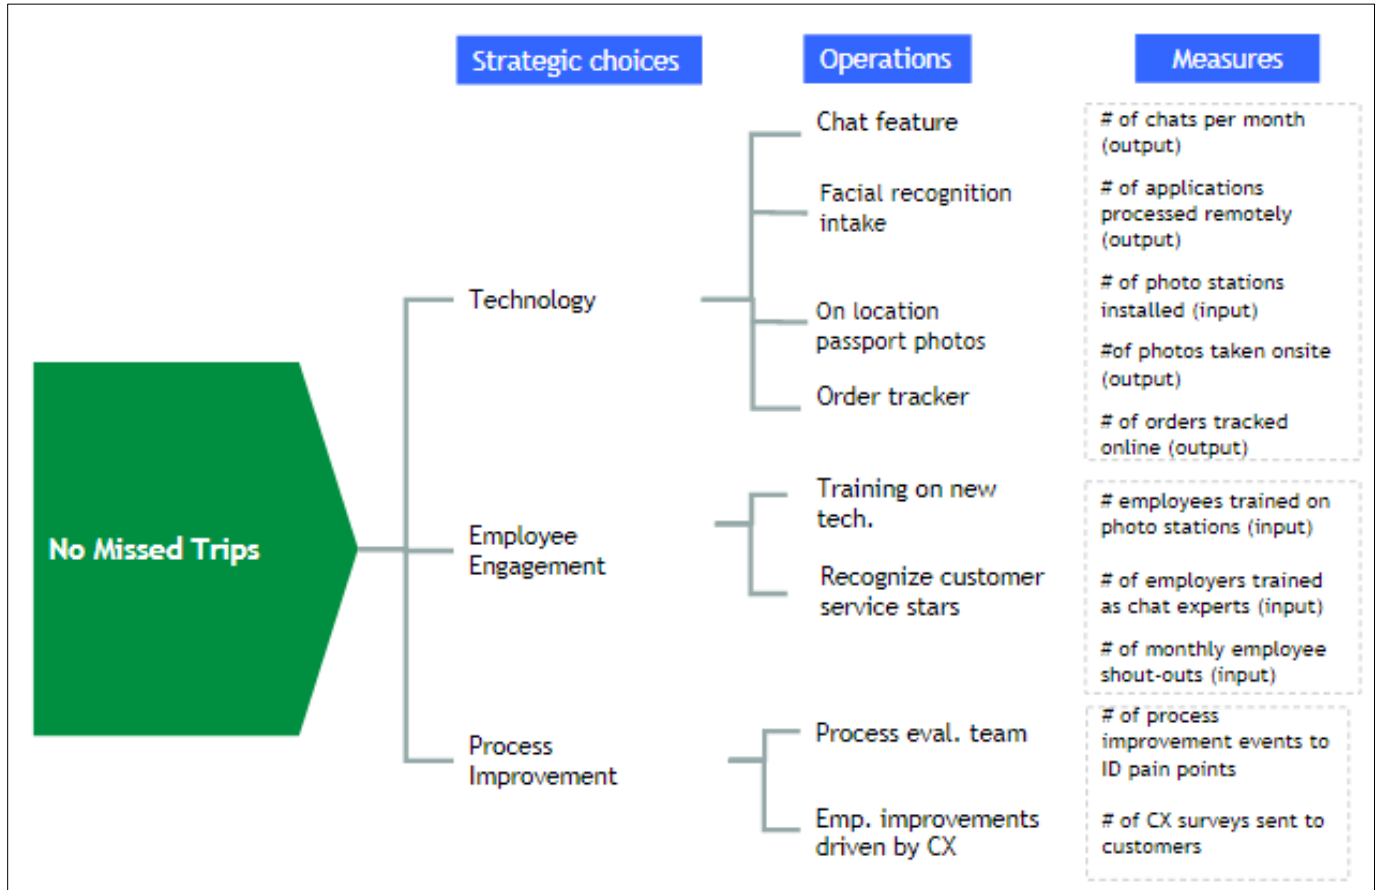 Strategic choices
Operations
Measures
Chat feature
# of chats per month
(output)
Facial recognition
intake
# of applications
processed remotely
(output)
Technology
On location
passport photos
# of photo stations
installed (input)
#of photos taken onsite
(output)
Order tracker
# of orders tracked
online (output)
No Missed Trips
Employee
Engagement
Training on new
tech.
# employees trained on
photo stations (input)
Recognize customer
service stars
# of employers trained
as chat experts (input)
# of monthly employee
shout-outs (input)
Process
Improvement
Process eval. team
# of process
improvement events to
ID pain points
Emp. improvements
driven by CX
# of CX surveys sent to
customers